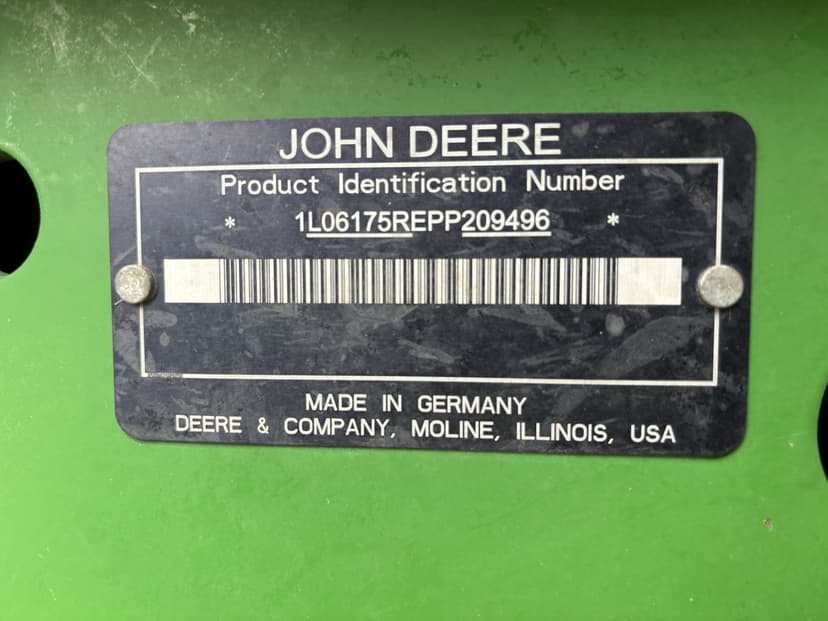 JOHN DEERE
Product Identification Number
* 1L06175REPP209496 *
MADE IN GERMANY
DEERE & COMPANY, MOLINE, ILLINOIS, USA